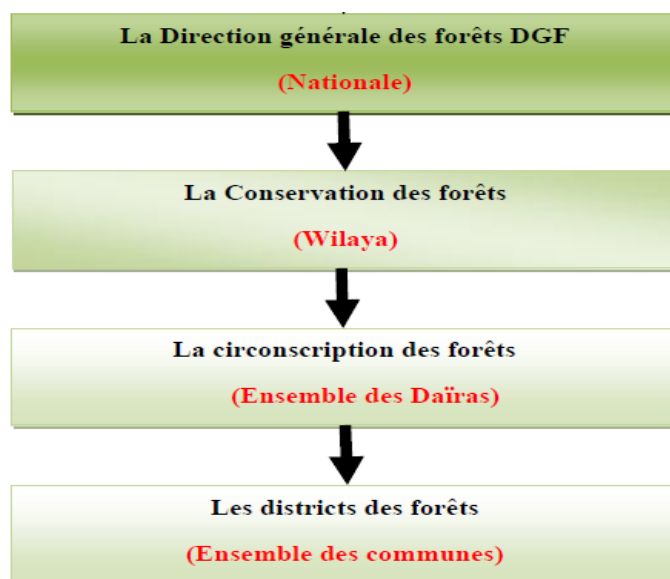 La Direction générale des forêts DGF
(Nationale)
La Conservation des forêts
(Wilaya)
La circonscription des forêts
(Ensemble des Daïras)
Les districts des forêts
(Ensemble des communes)